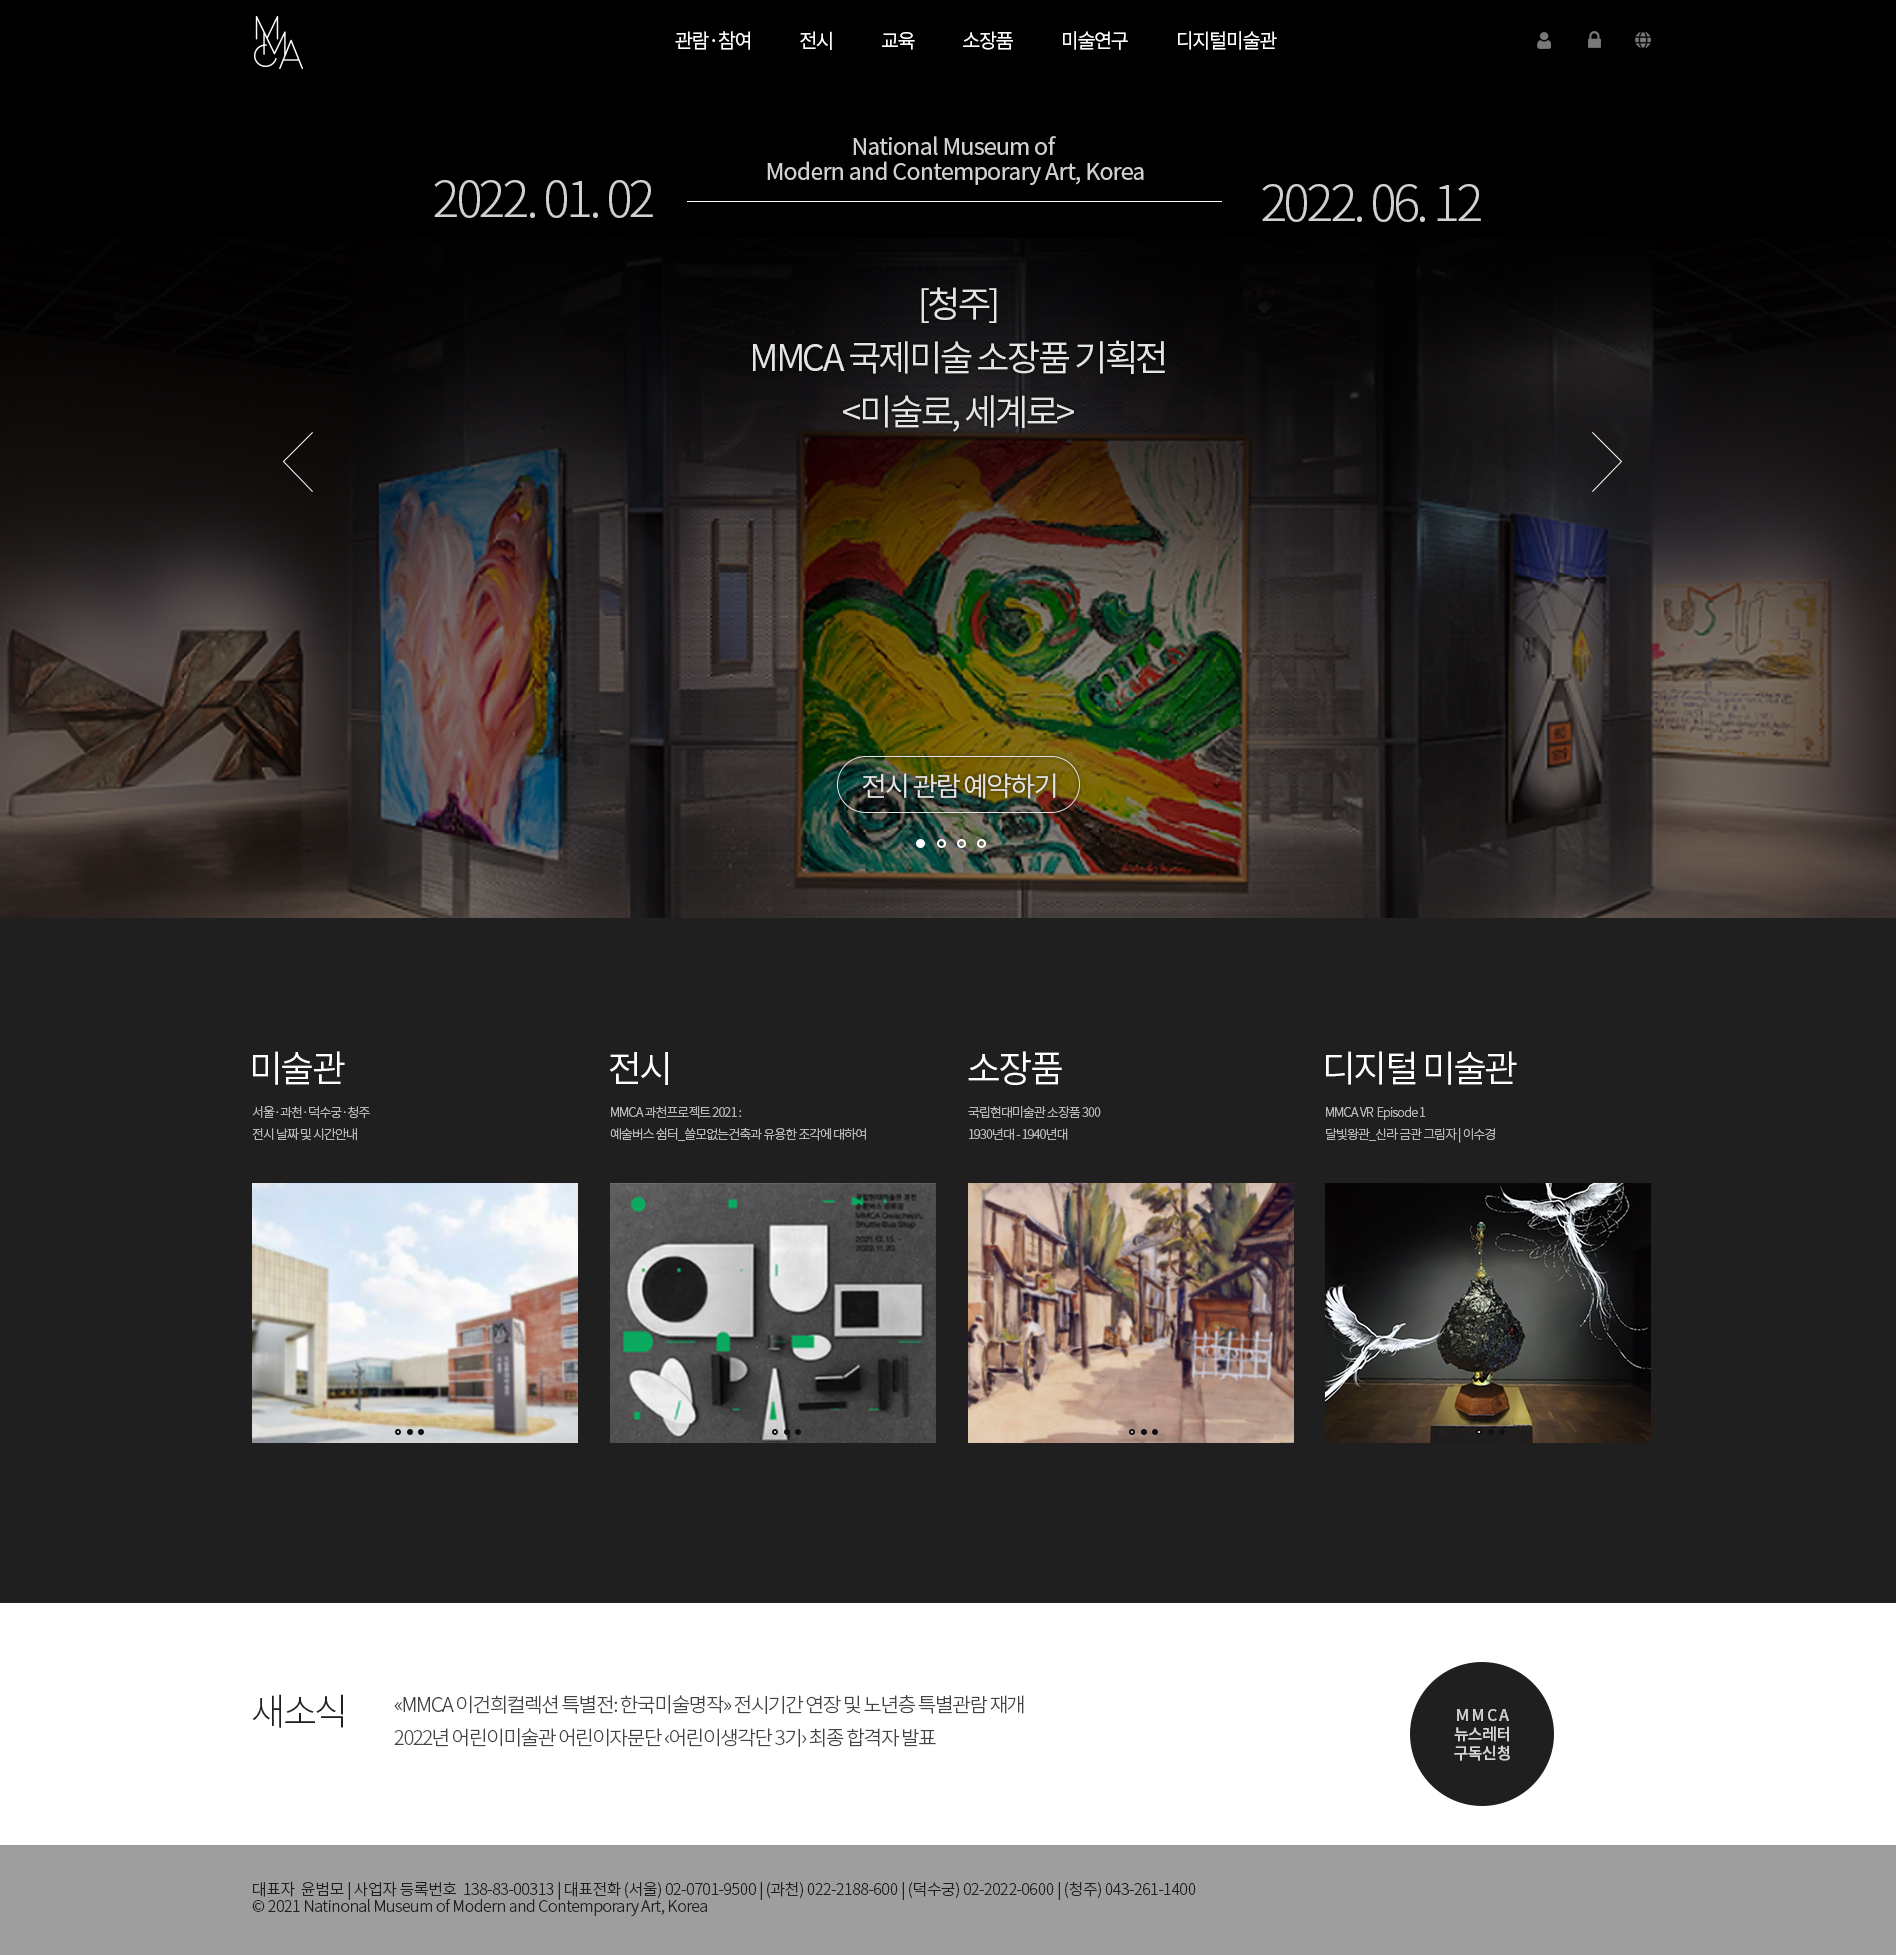 MMCA
관람·참여 전시 교육 소장품 미술연구 디지털미술관
National Museum of
Modern and Contemporary Art, Korea
2022. 01. 02
2022. 06. 12
[청주]
MMCA 국제미술 소장품 기획전
<미술로, 세계로>
전시 관람 예약하기
미술관
서울·과천·덕수궁·청주
전시 날짜 및 시간안내
전시
MMCA 과천프로젝트 2021 :
예술버스 쉼터_쓸모없는건축과 유용한 조각에 대하여
MMCA Gwacheon,
Shuttle Bus Stop
2021.12.15. -
2022.11.20.
소장품
국립현대미술관 소장품 300
1930년대 - 1940년대
디지털 미술관
MMCA VR Episode 1
달빛왕관_신라 금관 그림자 | 이수경
새소식
«MMCA 이건희컬렉션 특별전: 한국미술명작» 전시기간 연장 및 노년층 특별관람 재개
2022년 어린이미술관 어린이자문단 ‹어린이생각단 3기› 최종 합격자 발표
MMCA
뉴스레터
구독신청
대표자 윤범모 | 사업자 등록번호 138-83-00313 | 대표전화 (서울) 02-0701-9500 | (과천) 022-2188-600 | (덕수궁) 02-2022-0600 | (청주) 043-261-1400
© 2021 Natinonal Museum of Modern and Contemporary Art, Korea